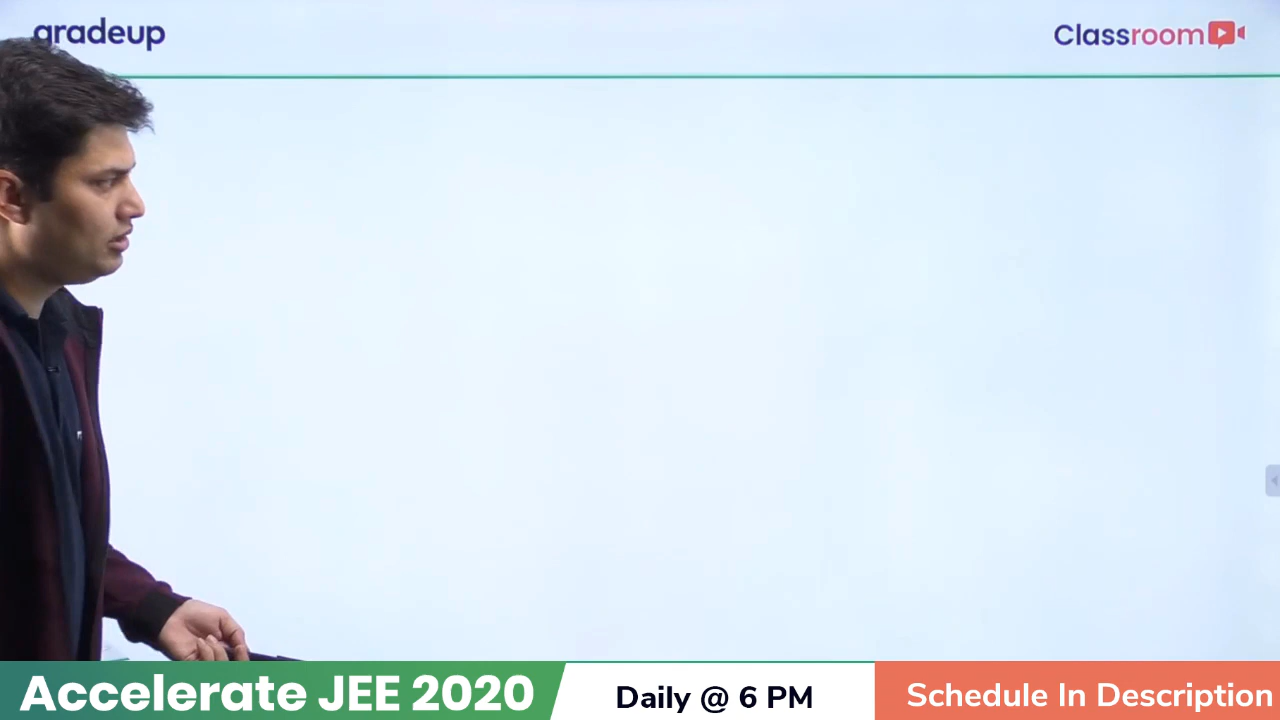 gradeup
Classroom
Accelerate JEE 2020
Daily @ 6 PM
Schedule In Description